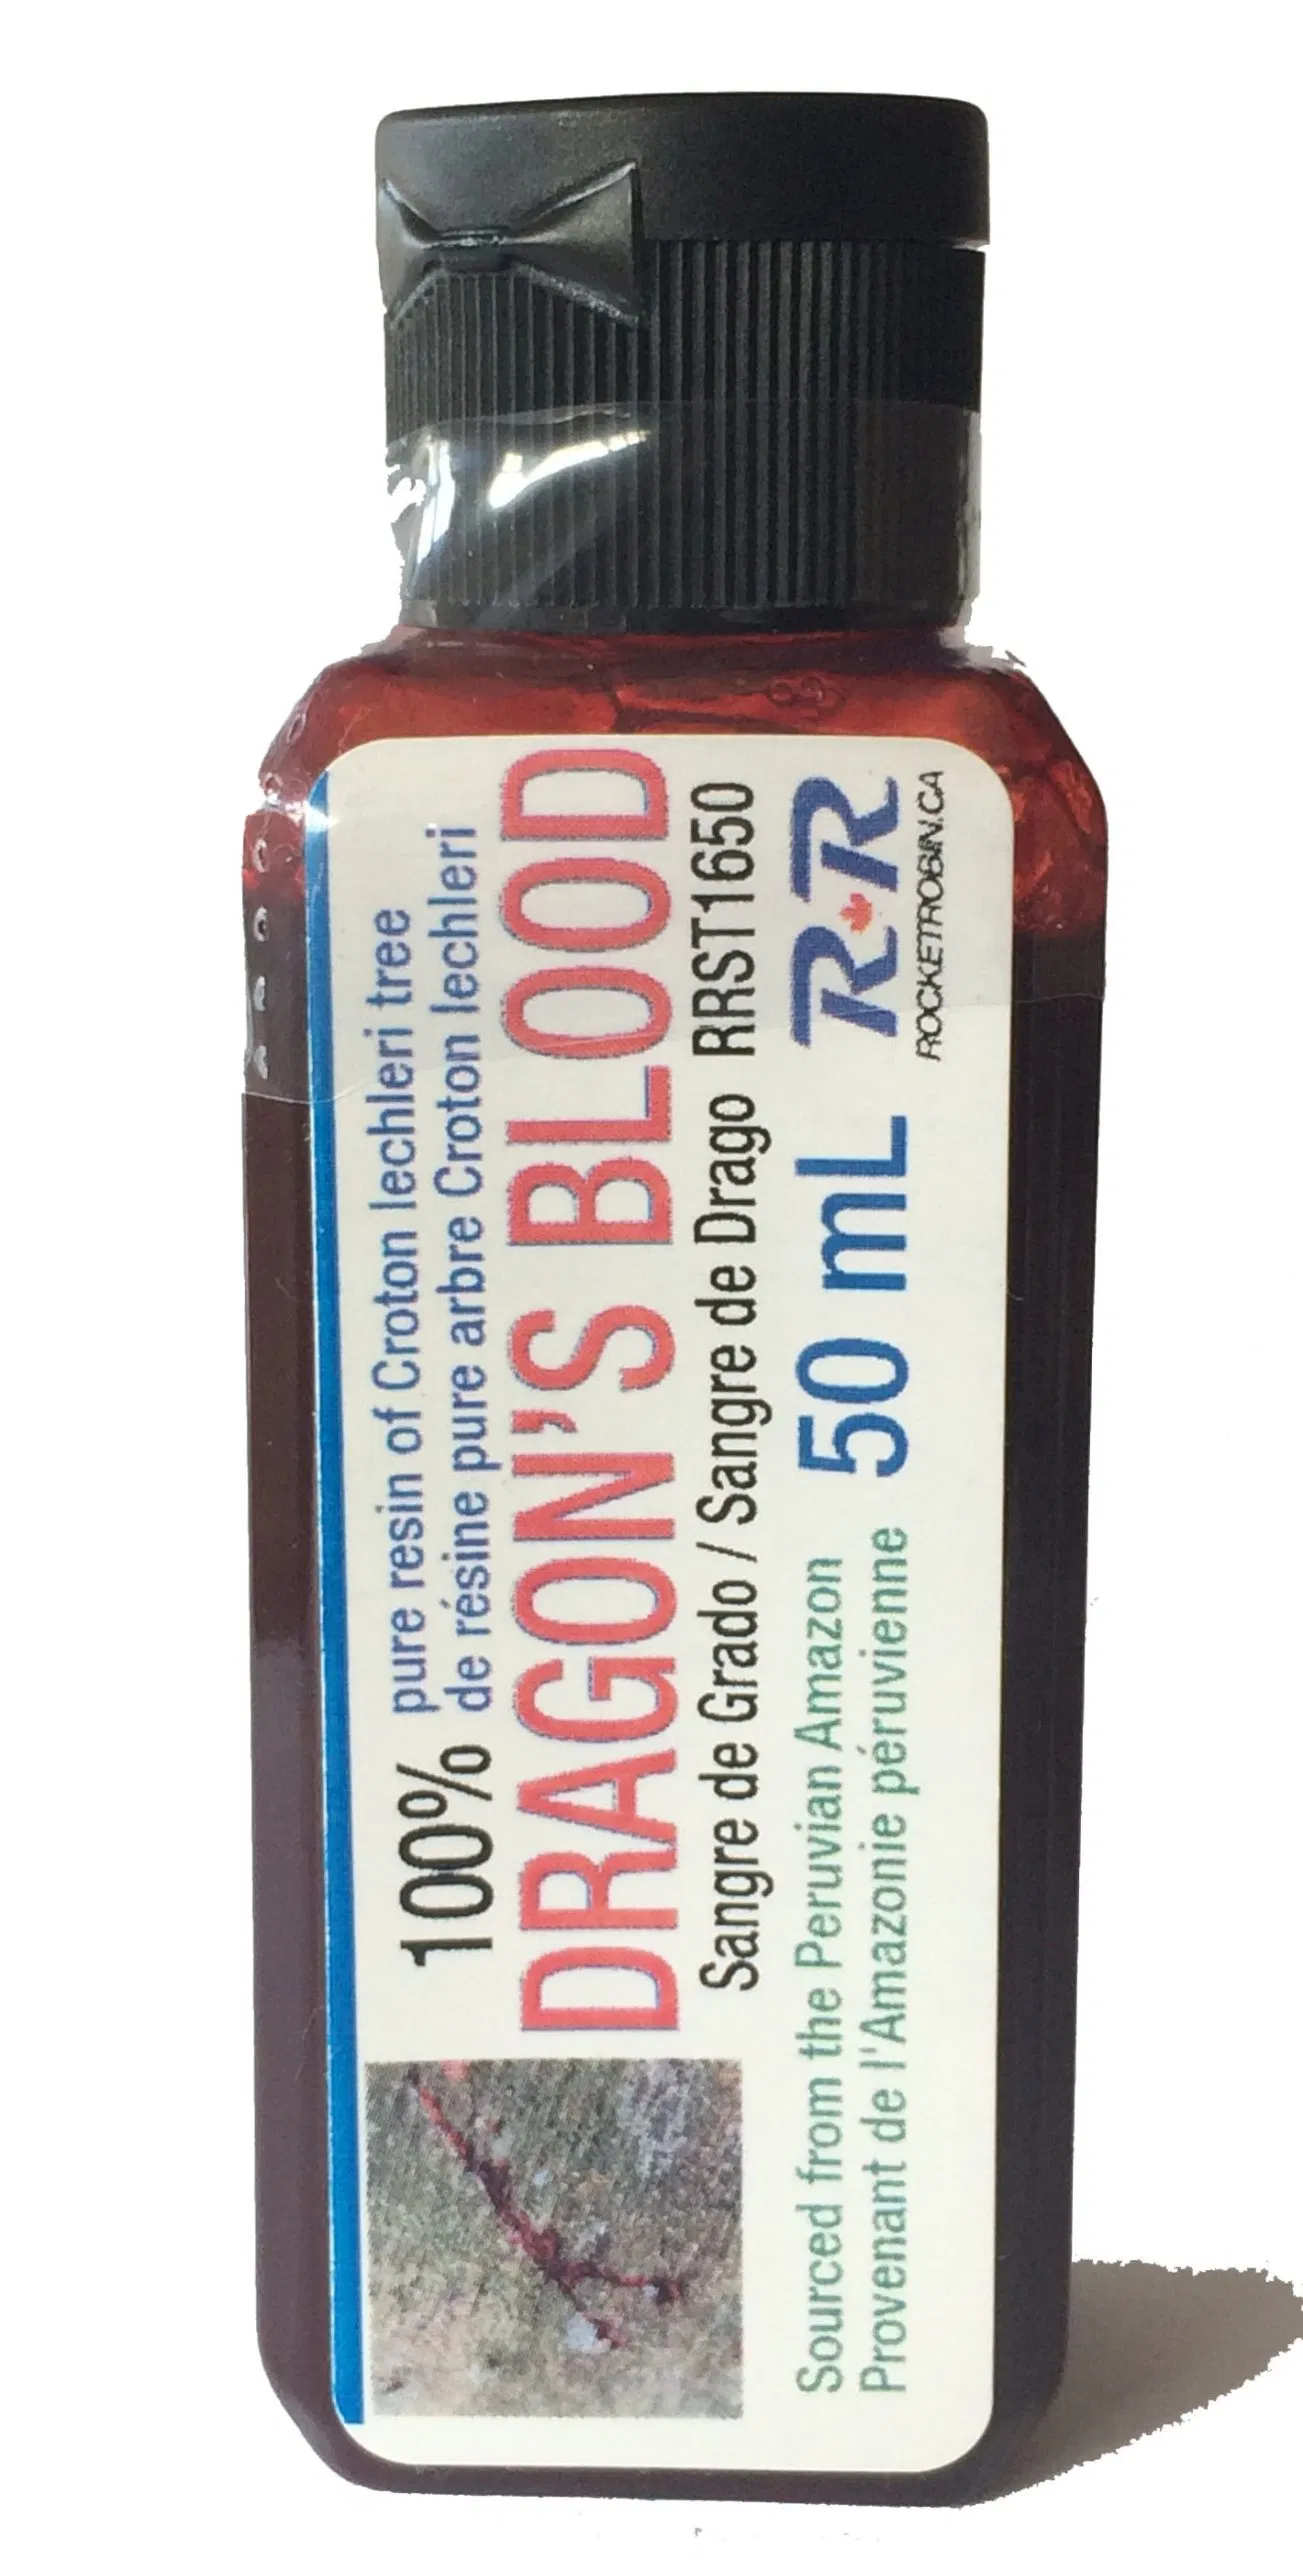 100% pure resin of Croton lechleri tree
de résine pure arbre Croton lechleri
DRAGON'S BLOOD
Sangre de Grado / Sangre de Drago RRST1650
Sourced from the Peruvian Amazon
Provenant de l'Amazonie péruvienne
50 mL
R R
ROCKETROBIN.CA